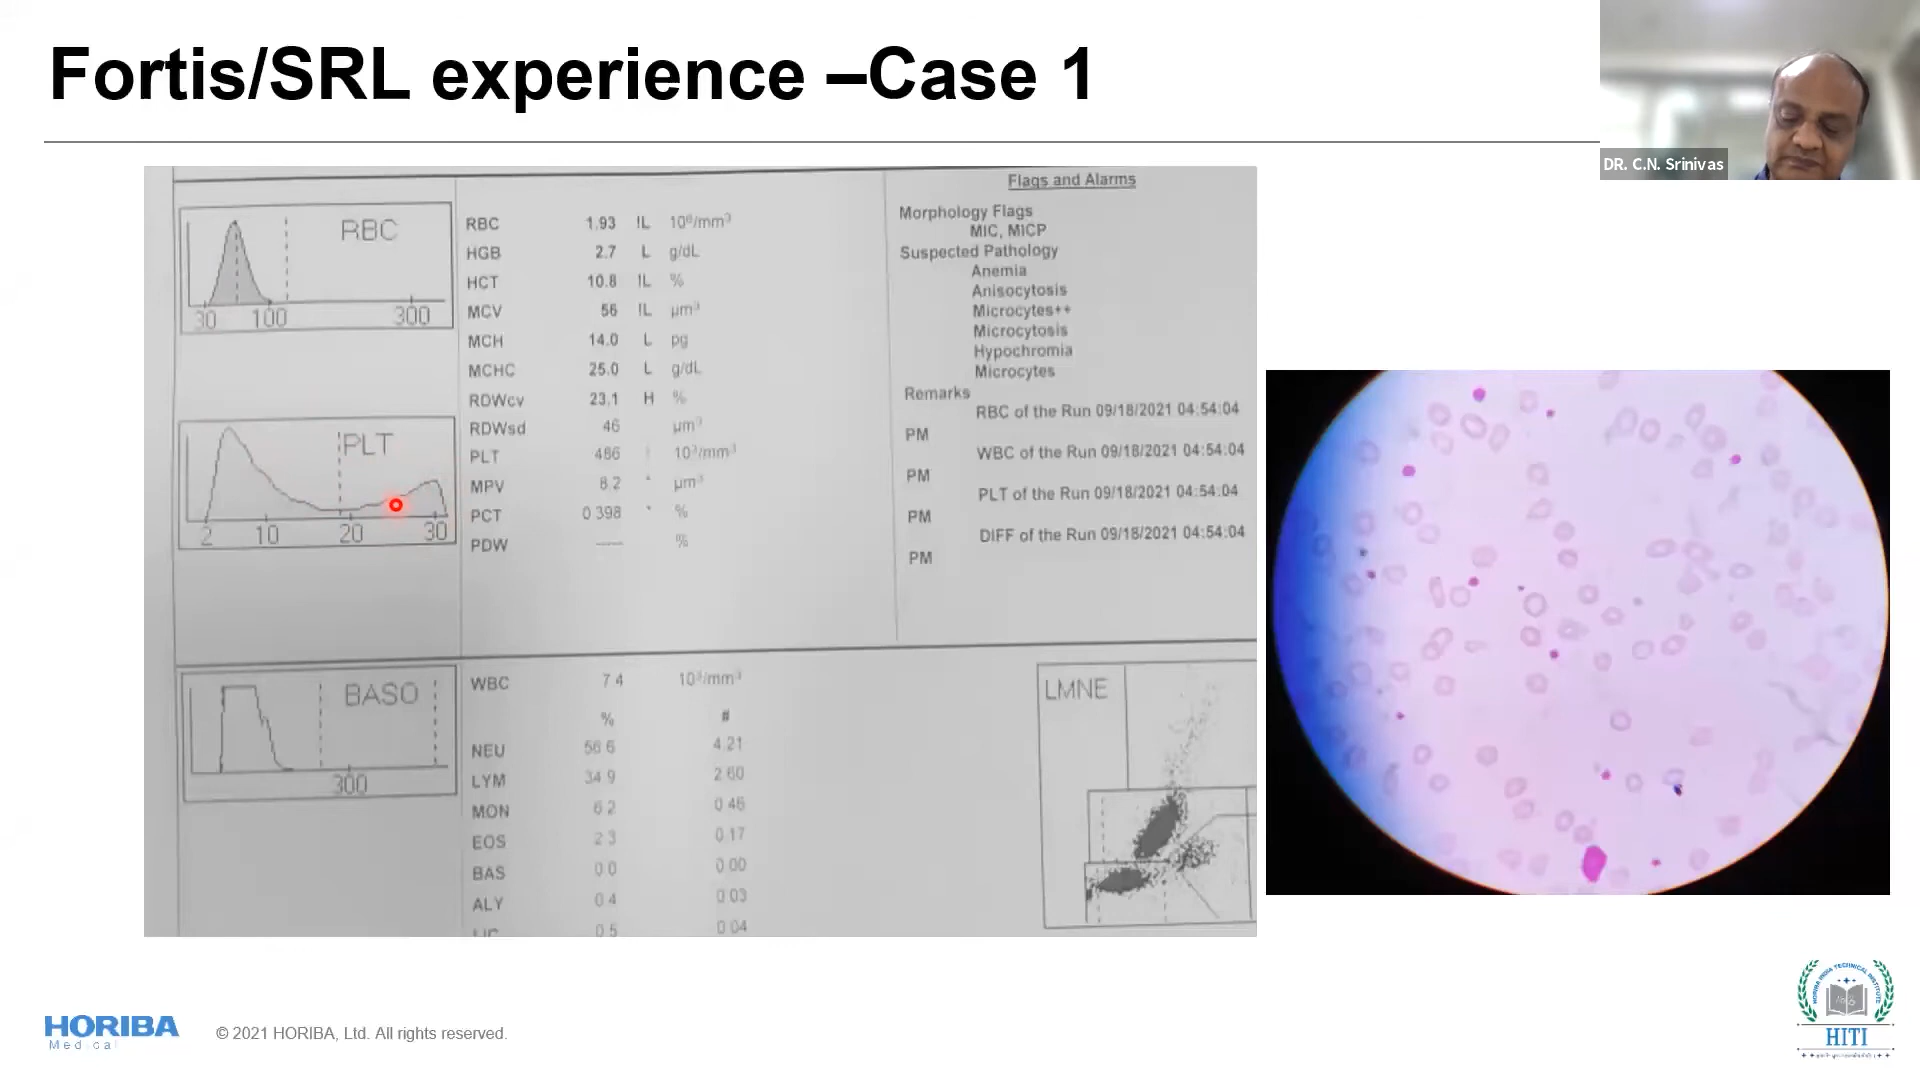 Fortis/SRL experience –Case 1
DR. C.N. Srinivas
RBC
30 100 300
PLT
2 10 20 30
RBC 1.93 !L 10⁶/mm³
HGB 2.7 L g/dL
HCT 10.8 !L %
MCV 56 !L µm³
MCH 14.0 L pg
MCHC 25.0 L g/dL
RDWcv 23.1 H %
RDWsd 46 µm³
PLT 486 ! 10³/mm³
MPV 8.2 * µm³
PCT 0.398 * %
PDW ----- %
Flags and Alarms
Morphology Flags
MIC, MICP
Suspected Pathology
Anemia
Anisocytosis
Microcytes++
Microcytosis
Hypochromia
Microcytes
Remarks
RBC of the Run 09/18/2021 04:54:04
PM
WBC of the Run 09/18/2021 04:54:04
PM
PLT of the Run 09/18/2021 04:54:04
PM
DIFF of the Run 09/18/2021 04:54:04
PM
BASO
300
WBC 7.4 10³/mm³
% #
NEU 56.6 4.21
LYM 34.9 2.60
MON 6.2 0.46
EOS 2.3 0.17
BAS 0.0 0.00
ALY 0.4 0.03
LIC 0.5 0.04
LMNE
HORIBA
Medical
© 2021 HORIBA, Ltd. All rights reserved.
HORIBA INDIA TECHNICAL INSTITUTE
HITI